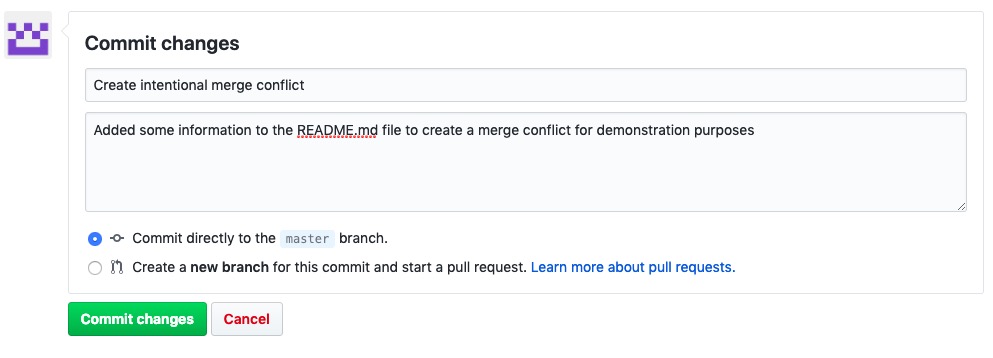 Commit changes
Create intentional merge conflict
Added some information to the README.md file to create a merge conflict for demonstration purposes
Commit directly to the master branch.
Create a new branch for this commit and start a pull request. Learn more about pull requests.
Commit changes Cancel